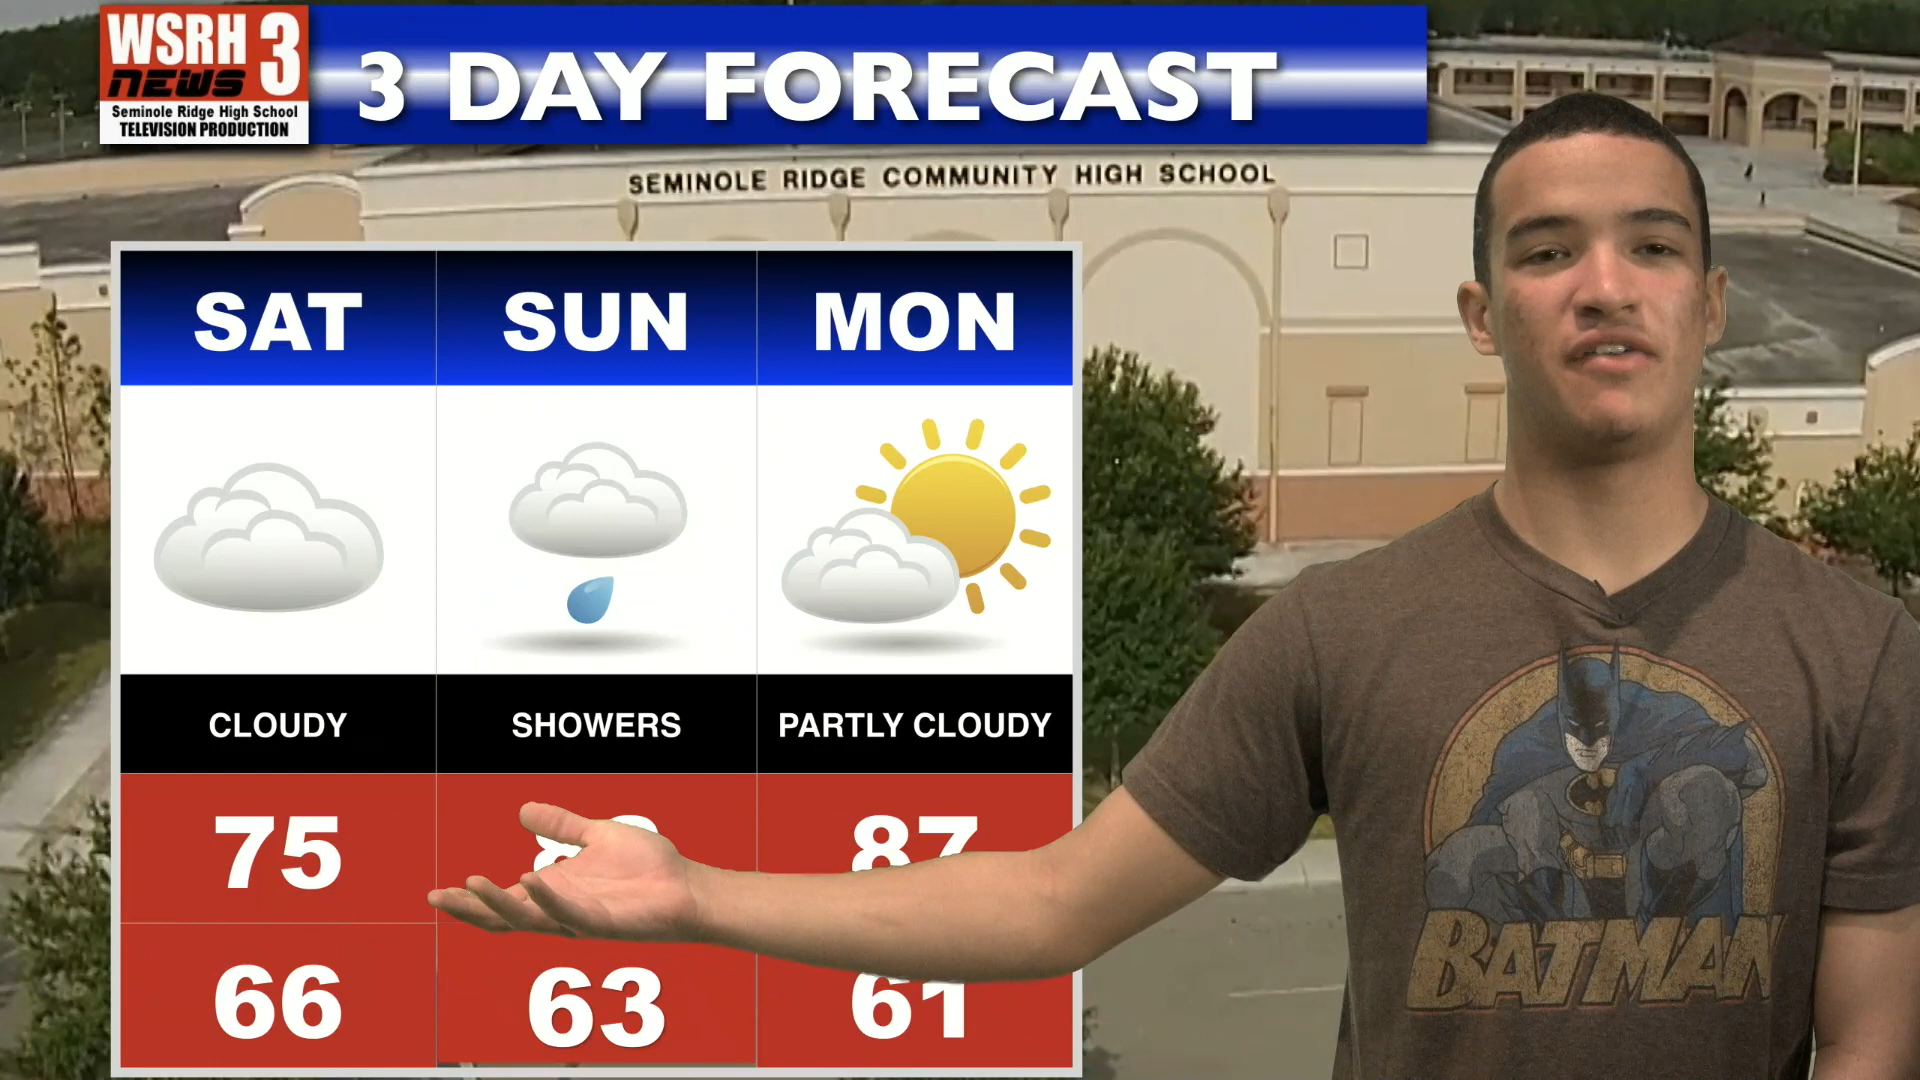 WSRH 3
NEWS
Seminole Ridge High School
TELEVISION PRODUCTION
3 DAY FORECAST
SEMINOLE RIDGE COMMUNITY HIGH SCHOOL
SAT SUN MON
CLOUDY SHOWERS PARTLY CLOUDY
75 87
66 63 61
BATMAN